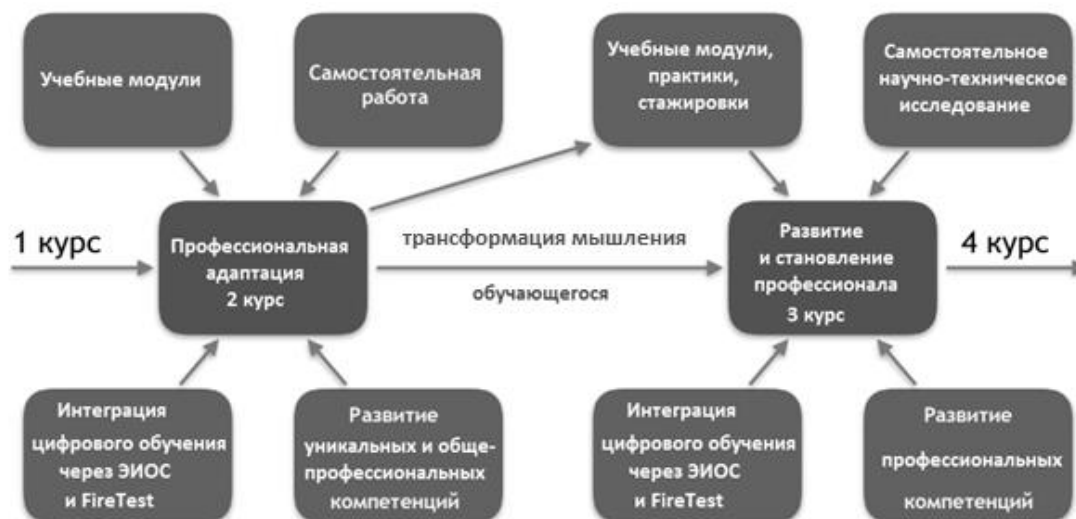 Учебные модули
Самостоятельная
работа
Учебные модули,
практики,
стажировки
Самостоятельное
научно-техническое
исследование
1 курс
Профессиональная
адаптация
2 курс
трансформация мышления
обучающегося
Развитие
и становление
профессионала
3 курс
4 курс
Интеграция
цифрового обучения
через ЭИОС
и FireTest
Развитие
уникальных и обще-
профессиональных
компетенций
Интеграция
цифрового обучения
через ЭИОС
и FireTest
Развитие
профессиональных
компетенций